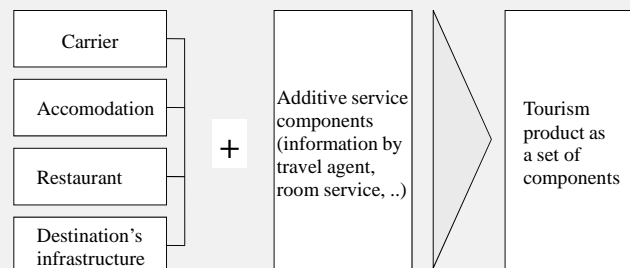 Carrier
Accomodation
Restaurant
Destination’s
infrastructure
+
Additive service
components
(information by
travel agent,
room service, ..)
Tourism
product as
a set of
components